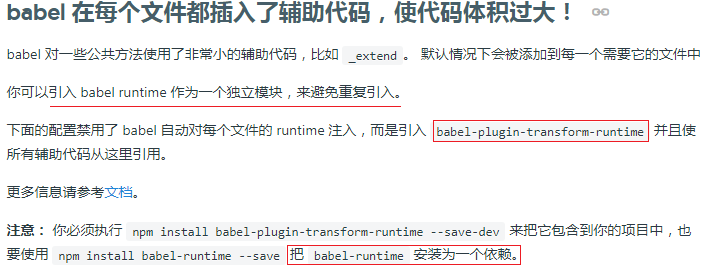 babel 在每个文件都插入了辅助代码，使代码体积过大！
babel 对一些公共方法使用了非常小的辅助代码，比如 _extend 。 默认情况下会被添加到每一个需要它的文件中
你可以引入 babel runtime 作为一个独立模块，来避免重复引入。
下面的配置禁用了 babel 自动对每个文件的 runtime 注入，而是引入 babel-plugin-transform-runtime 并且使
所有辅助代码从这里引用。
更多信息请参考文档。
注意： 你必须执行 npm install babel-plugin-transform-runtime --save-dev 来把它包含到你的项目中，也
要使用 npm install babel-runtime --save 把 babel-runtime 安装为一个依赖。